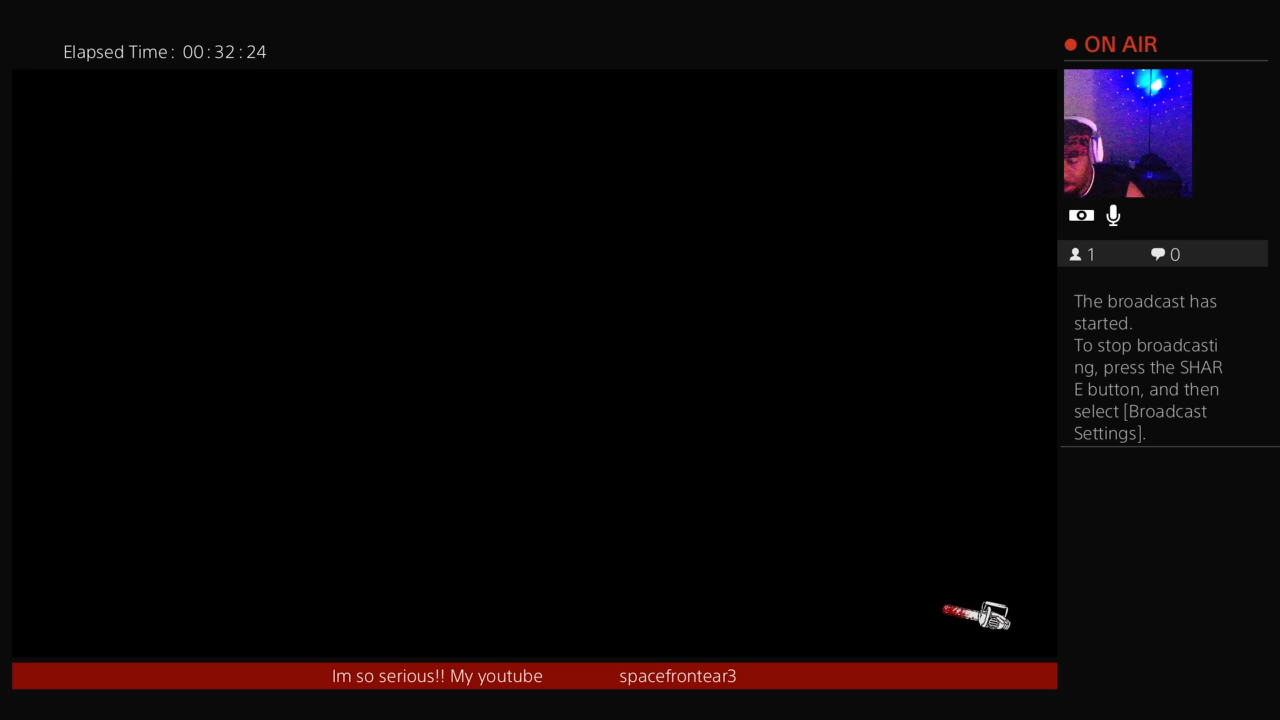 Elapsed Time: 00:32:24
ON AIR
1 0
The broadcast has
started.
To stop broadcasti
ng, press the SHAR
E button, and then
select [Broadcast
Settings].
Im so serious!! My youtube spacefrontear3